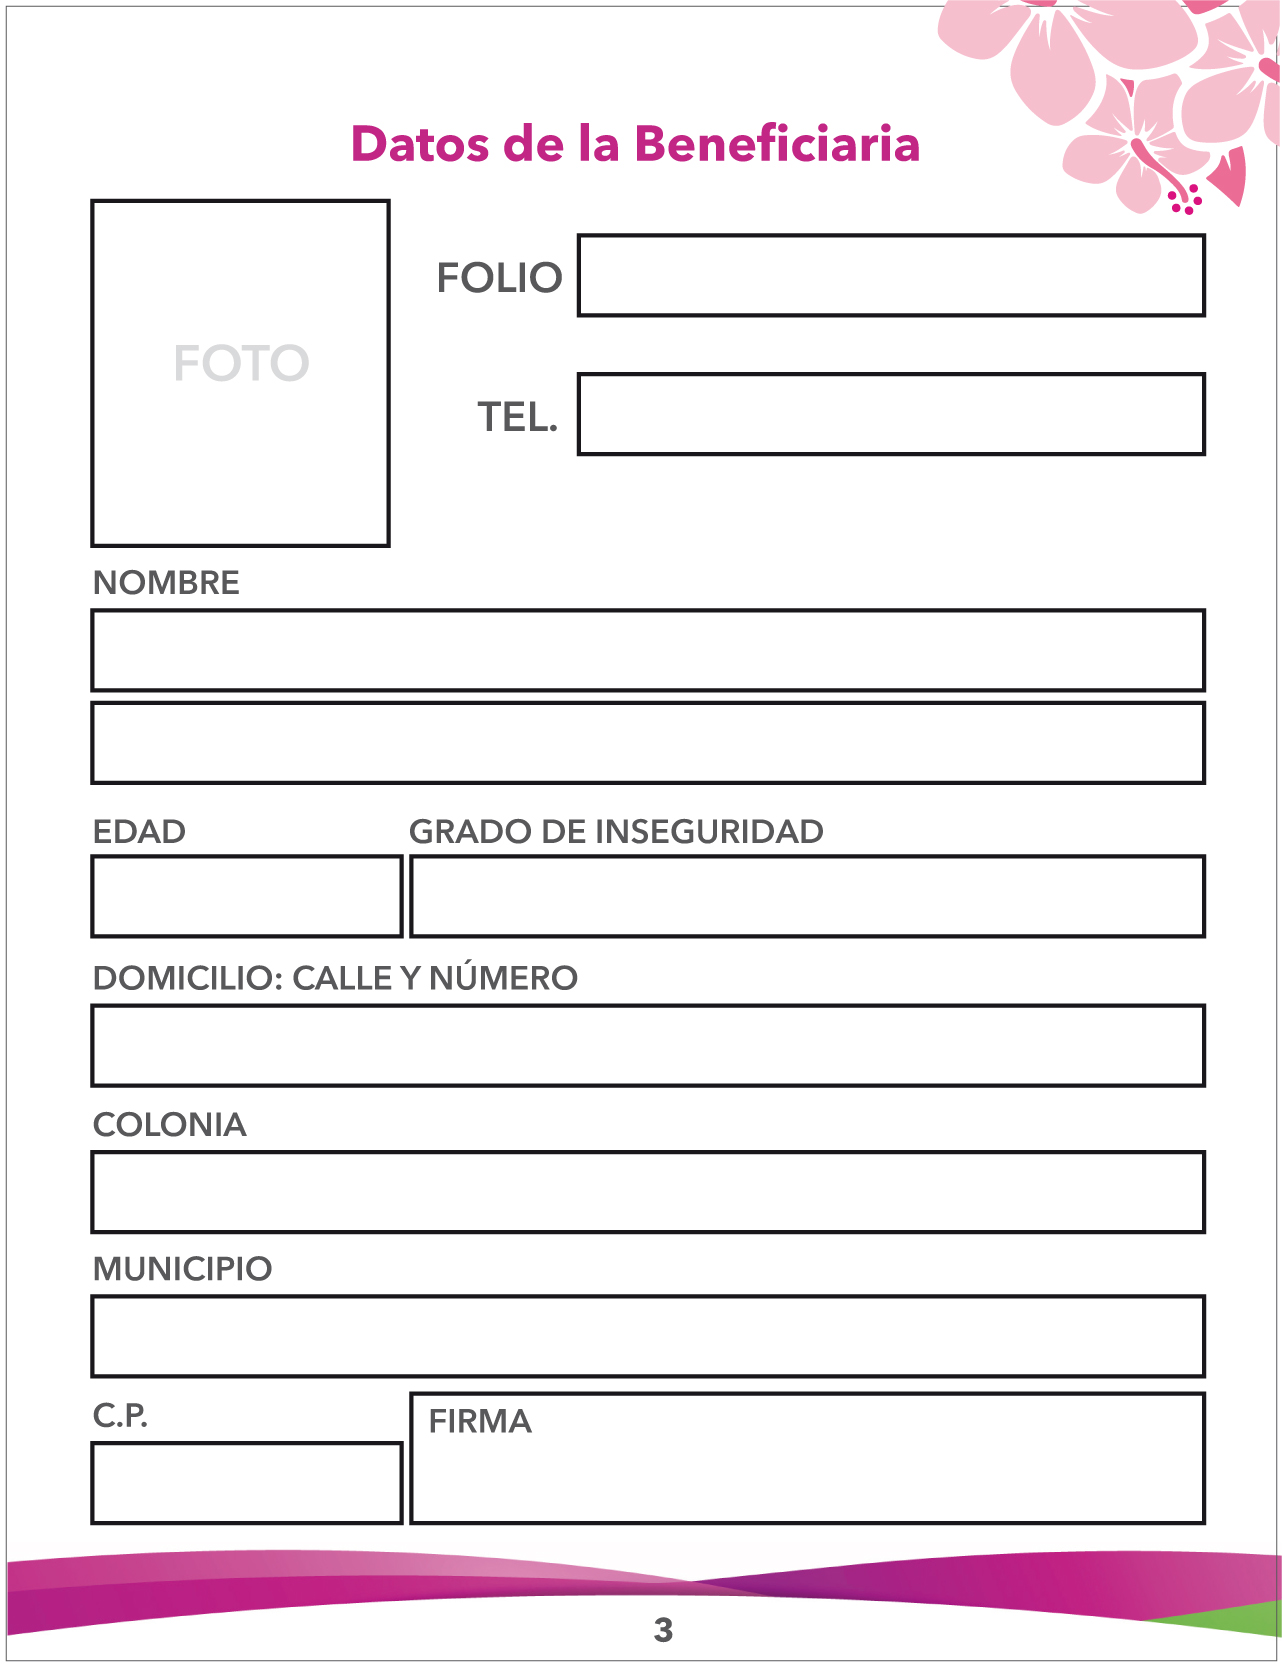 Datos de la Beneficiaria
FOTO
FOLIO
TEL.
NOMBRE
EDAD
GRADO DE INSEGURIDAD
DOMICILIO: CALLE Y NÚMERO
COLONIA
MUNICIPIO
C.P.
FIRMA
3